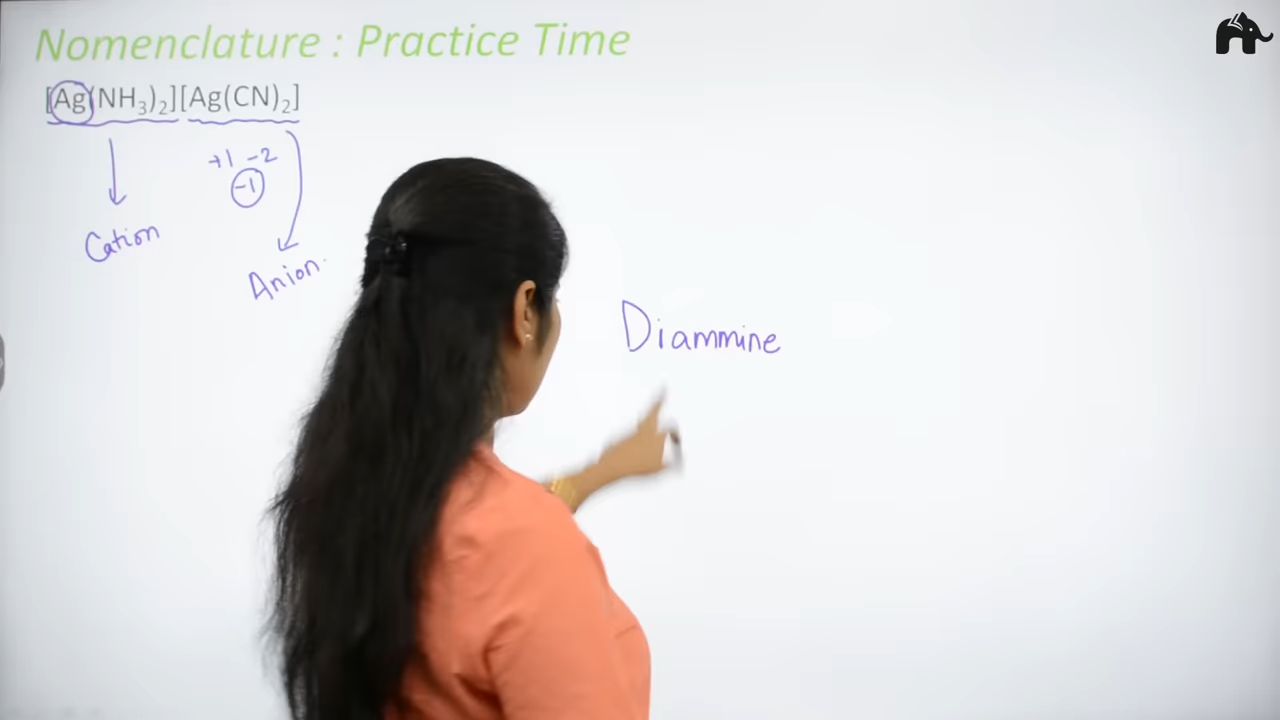 Nomenclature : Practice Time
[Ag(NH₃)₂][Ag(CN)₂]
+1 -2
-1
Cation
Anion.
Diammine